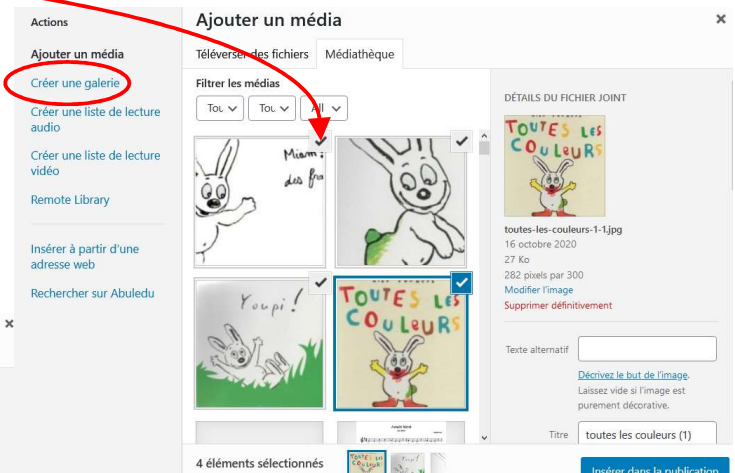 Actions
Ajouter un média
Créer une galerie
Créer une liste de lecture
audio
Créer une liste de lecture
vidéo
Remote Library
Insérer à partir d'une
adresse web
Rechercher sur Abuledu
Ajouter un média
Téléverser des fichiers
Médiathèque
Filtrer les médias
Tou
Tou
All
Miam
des fra
Youpi !
TOUTES LES
COULEURS
4 éléments sélectionnés
DÉTAILS DU FICHIER JOINT
TOUTES LES
COULEURS
toutes-les-couleurs-1-1.jpg
16 octobre 2020
27 Ko
282 pixels par 300
Modifier l'image
Supprimer définitivement
Texte alternatif
Décrivez le but de l'image.
Laissez vide si l'image est
purement décorative.
Titre
toutes les couleurs (1)
Insérer dans la publication